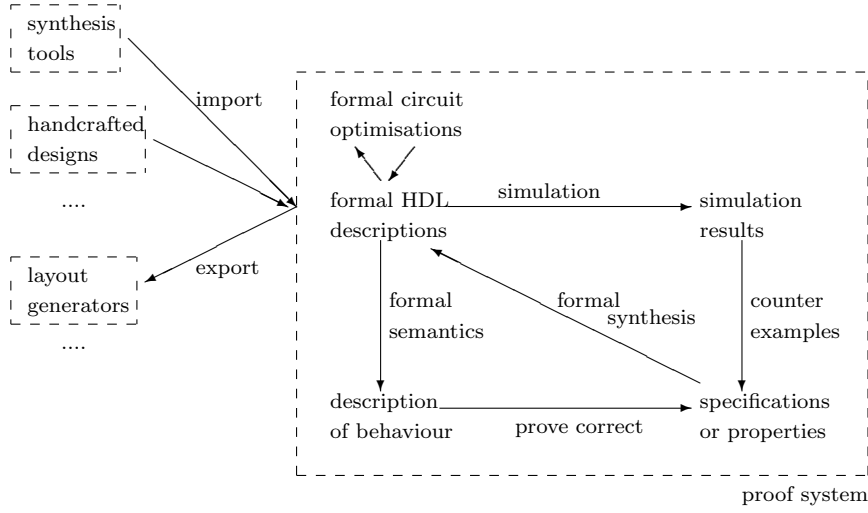 synthesis
tools
import
handcrafted
designs
....
export
layout
generators
....
formal circuit
optimisations
formal HDL
descriptions
simulation
simulation
results
formal
semantics
formal
synthesis
counter
examples
description
of behaviour
prove correct
specifications
or properties
proof system